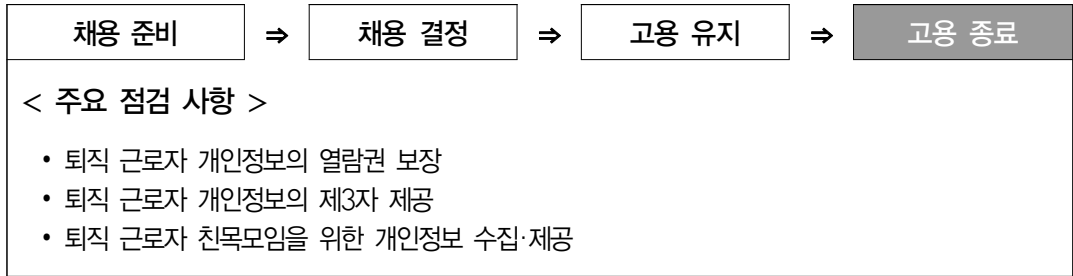 채용 준비 ⇒ 채용 결정 ⇒ 고용 유지 ⇒ 고용 종료
< 주요 점검 사항 >
• 퇴직 근로자 개인정보의 열람권 보장
• 퇴직 근로자 개인정보의 제3자 제공
• 퇴직 근로자 친목모임을 위한 개인정보 수집·제공